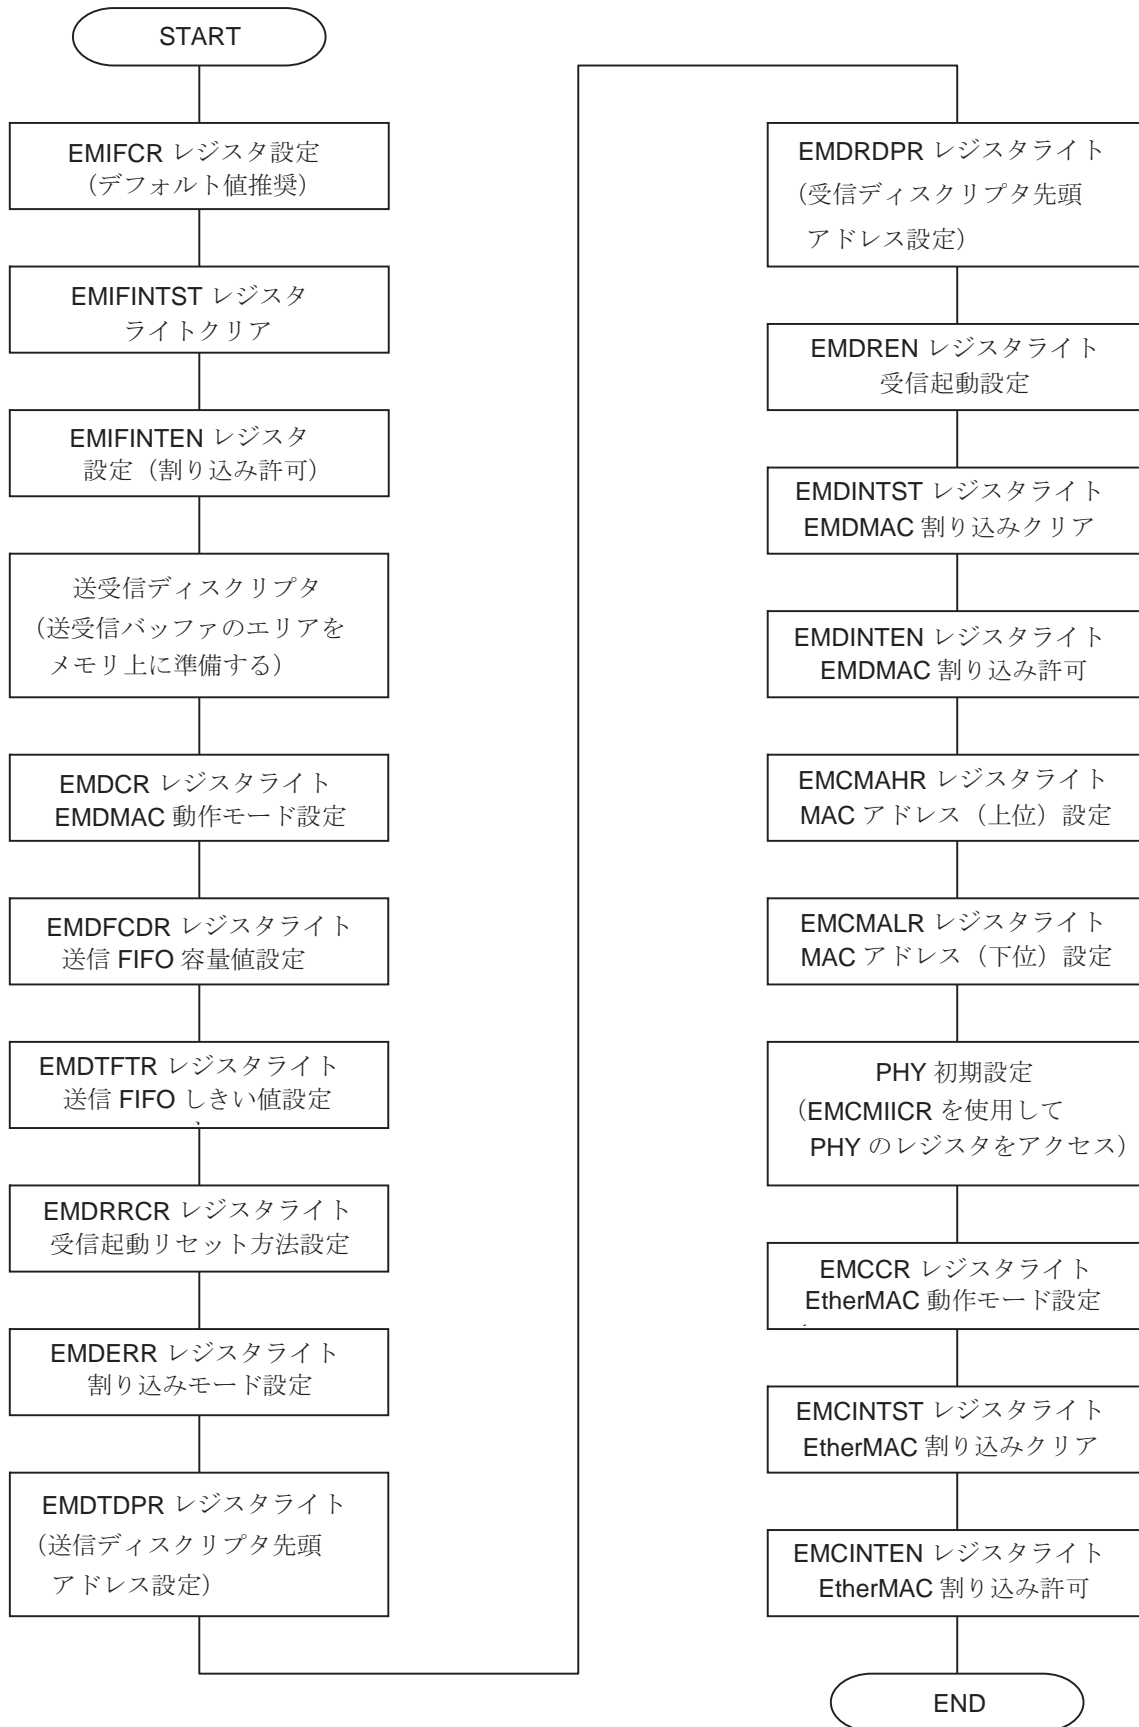 START
EMIFCR レジスタ設定
（デフォルト値推奨）
EMIFINTST レジスタ
ライトクリア
EMIFINTEN レジスタ
設定（割り込み許可）
送受信ディスクリプタ
（送受信バッファのエリアを
メモリ上に準備する）
EMDCR レジスタライト
EMDMAC 動作モード設定
EMDFCDR レジスタライト
送信 FIFO 容量値設定
EMDTFTR レジスタライト
送信 FIFO しきい値設定
EMDRRCR レジスタライト
受信起動リセット方法設定
EMDERR レジスタライト
割り込みモード設定
EMDTDPR レジスタライト
（送信ディスクリプタ先頭
アドレス設定）
EMDRDPR レジスタライト
（受信ディスクリプタ先頭
アドレス設定）
EMDREN レジスタライト
受信起動設定
EMDINTST レジスタライト
EMDMAC 割り込みクリア
EMDINTEN レジスタライト
EMDMAC 割り込み許可
EMCMAHR レジスタライト
MAC アドレス（上位）設定
EMCMALR レジスタライト
MAC アドレス（下位）設定
PHY 初期設定
（EMCMIICR を使用して
PHY のレジスタをアクセス）
EMCCR レジスタライト
EtherMAC 動作モード設定
EMCINTST レジスタライト
EtherMAC 割り込みクリア
EMCINTEN レジスタライト
EtherMAC 割り込み許可
END